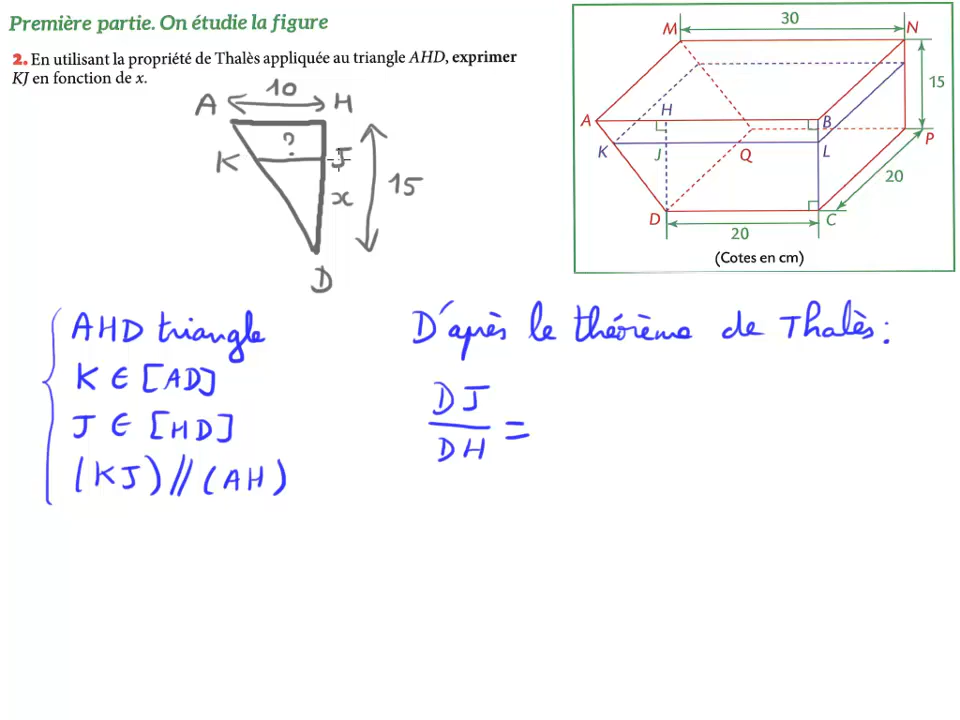 Première partie. On étudie la figure
2. En utilisant la propriété de Thalès appliquée au triangle AHD, exprimer
KJ en fonction de x.
A 10 H
K ? J
x 15
D
M 30 N
15
A H B
K J Q L P
20
D 20 C
(Cotes en cm)
AHD triangle
K ∈ [AD]
J ∈ [HD]
(KJ) // (AH)
D'après le théorème de Thalès :
DJ
DH =